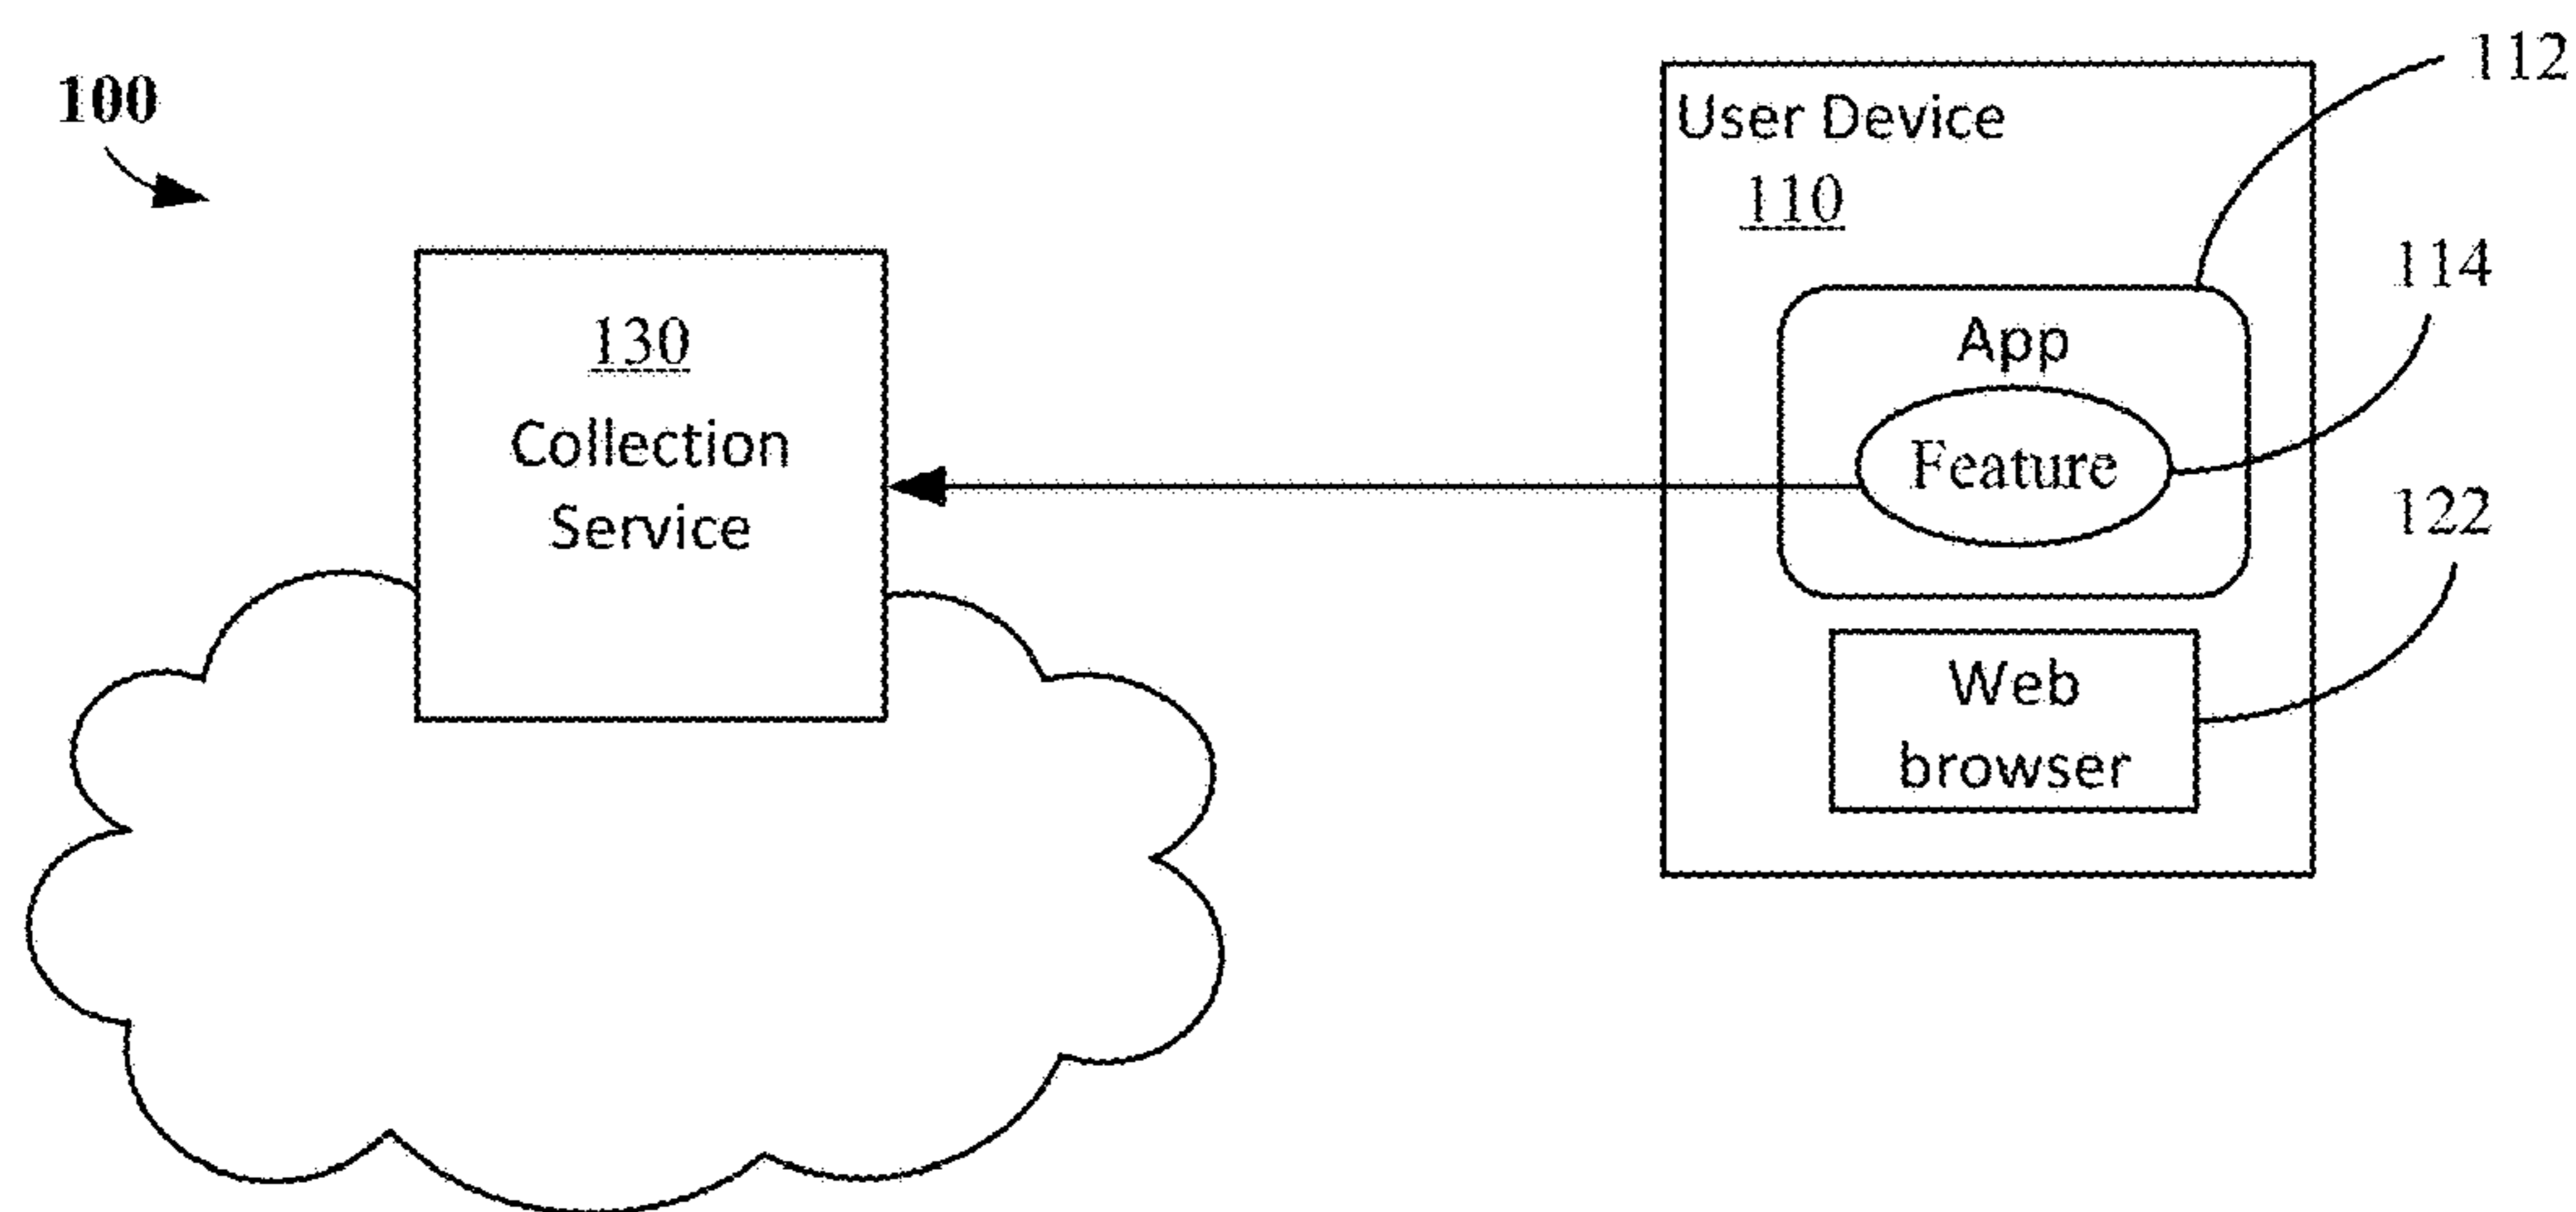 100
130
Collection
Service
User Device
110
App
Feature
Web
browser
112
114
122